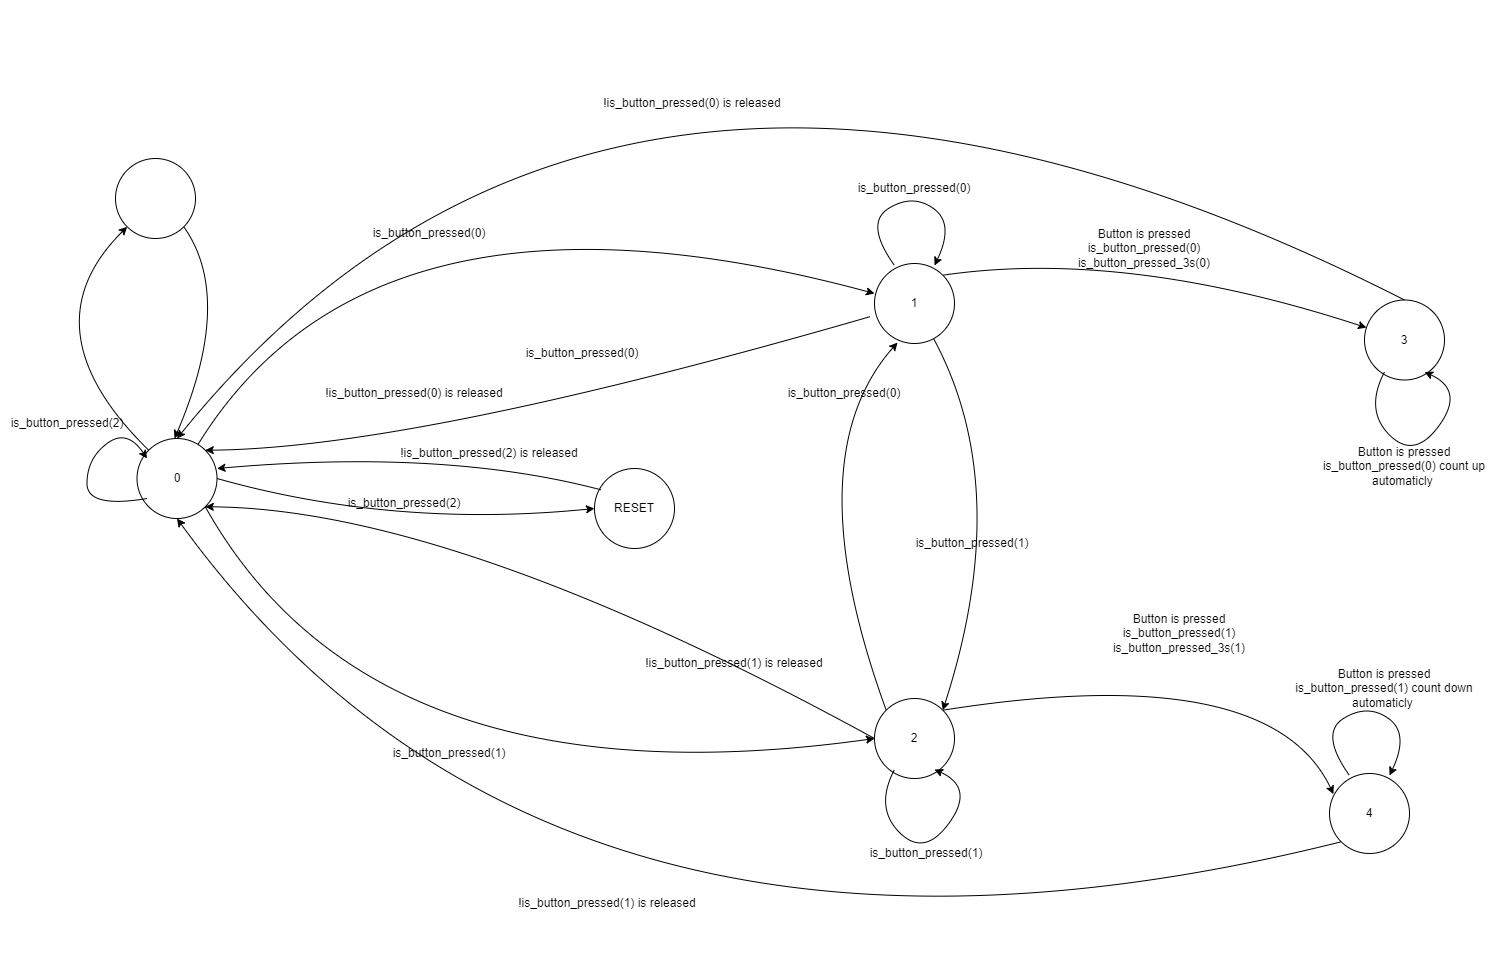 !is_button_pressed(0) is released
is_button_pressed(0)
is_button_pressed(0)
Button is pressed
is_button_pressed(0)
is_button_pressed_3s(0)
1
3
is_button_pressed(0)
!is_button_pressed(0) is released
is_button_pressed(0)
is_button_pressed(2)
!is_button_pressed(2) is released
Button is pressed
is_button_pressed(0) count up
automaticly
0
is_button_pressed(2)
RESET
is_button_pressed(1)
Button is pressed
is_button_pressed(1)
is_button_pressed_3s(1)
!is_button_pressed(1) is released
Button is pressed
is_button_pressed(1) count down
automaticly
2
is_button_pressed(1)
4
is_button_pressed(1)
!is_button_pressed(1) is released